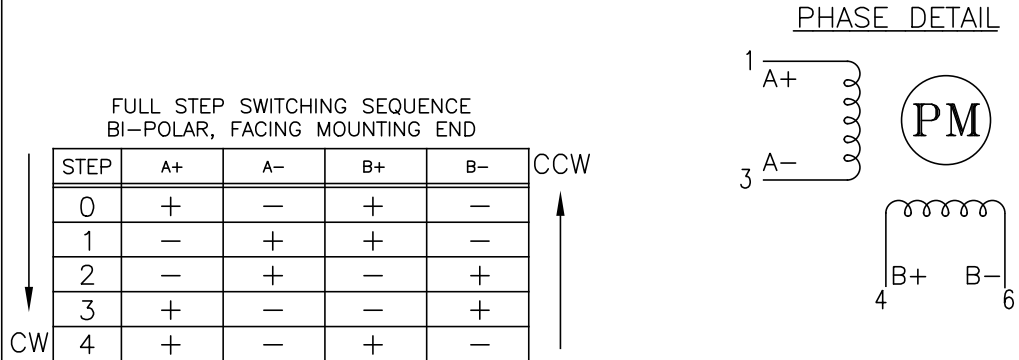 PHASE DETAIL
1
A+
A−
3
PM
B+ B−
4 6
FULL STEP SWITCHING SEQUENCE
BI−POLAR, FACING MOUNTING END
STEP A+ A− B+ B− CCW
0 + − + −
1 − + + −
2 − + − +
3 + − − +
CW 4 + − + −